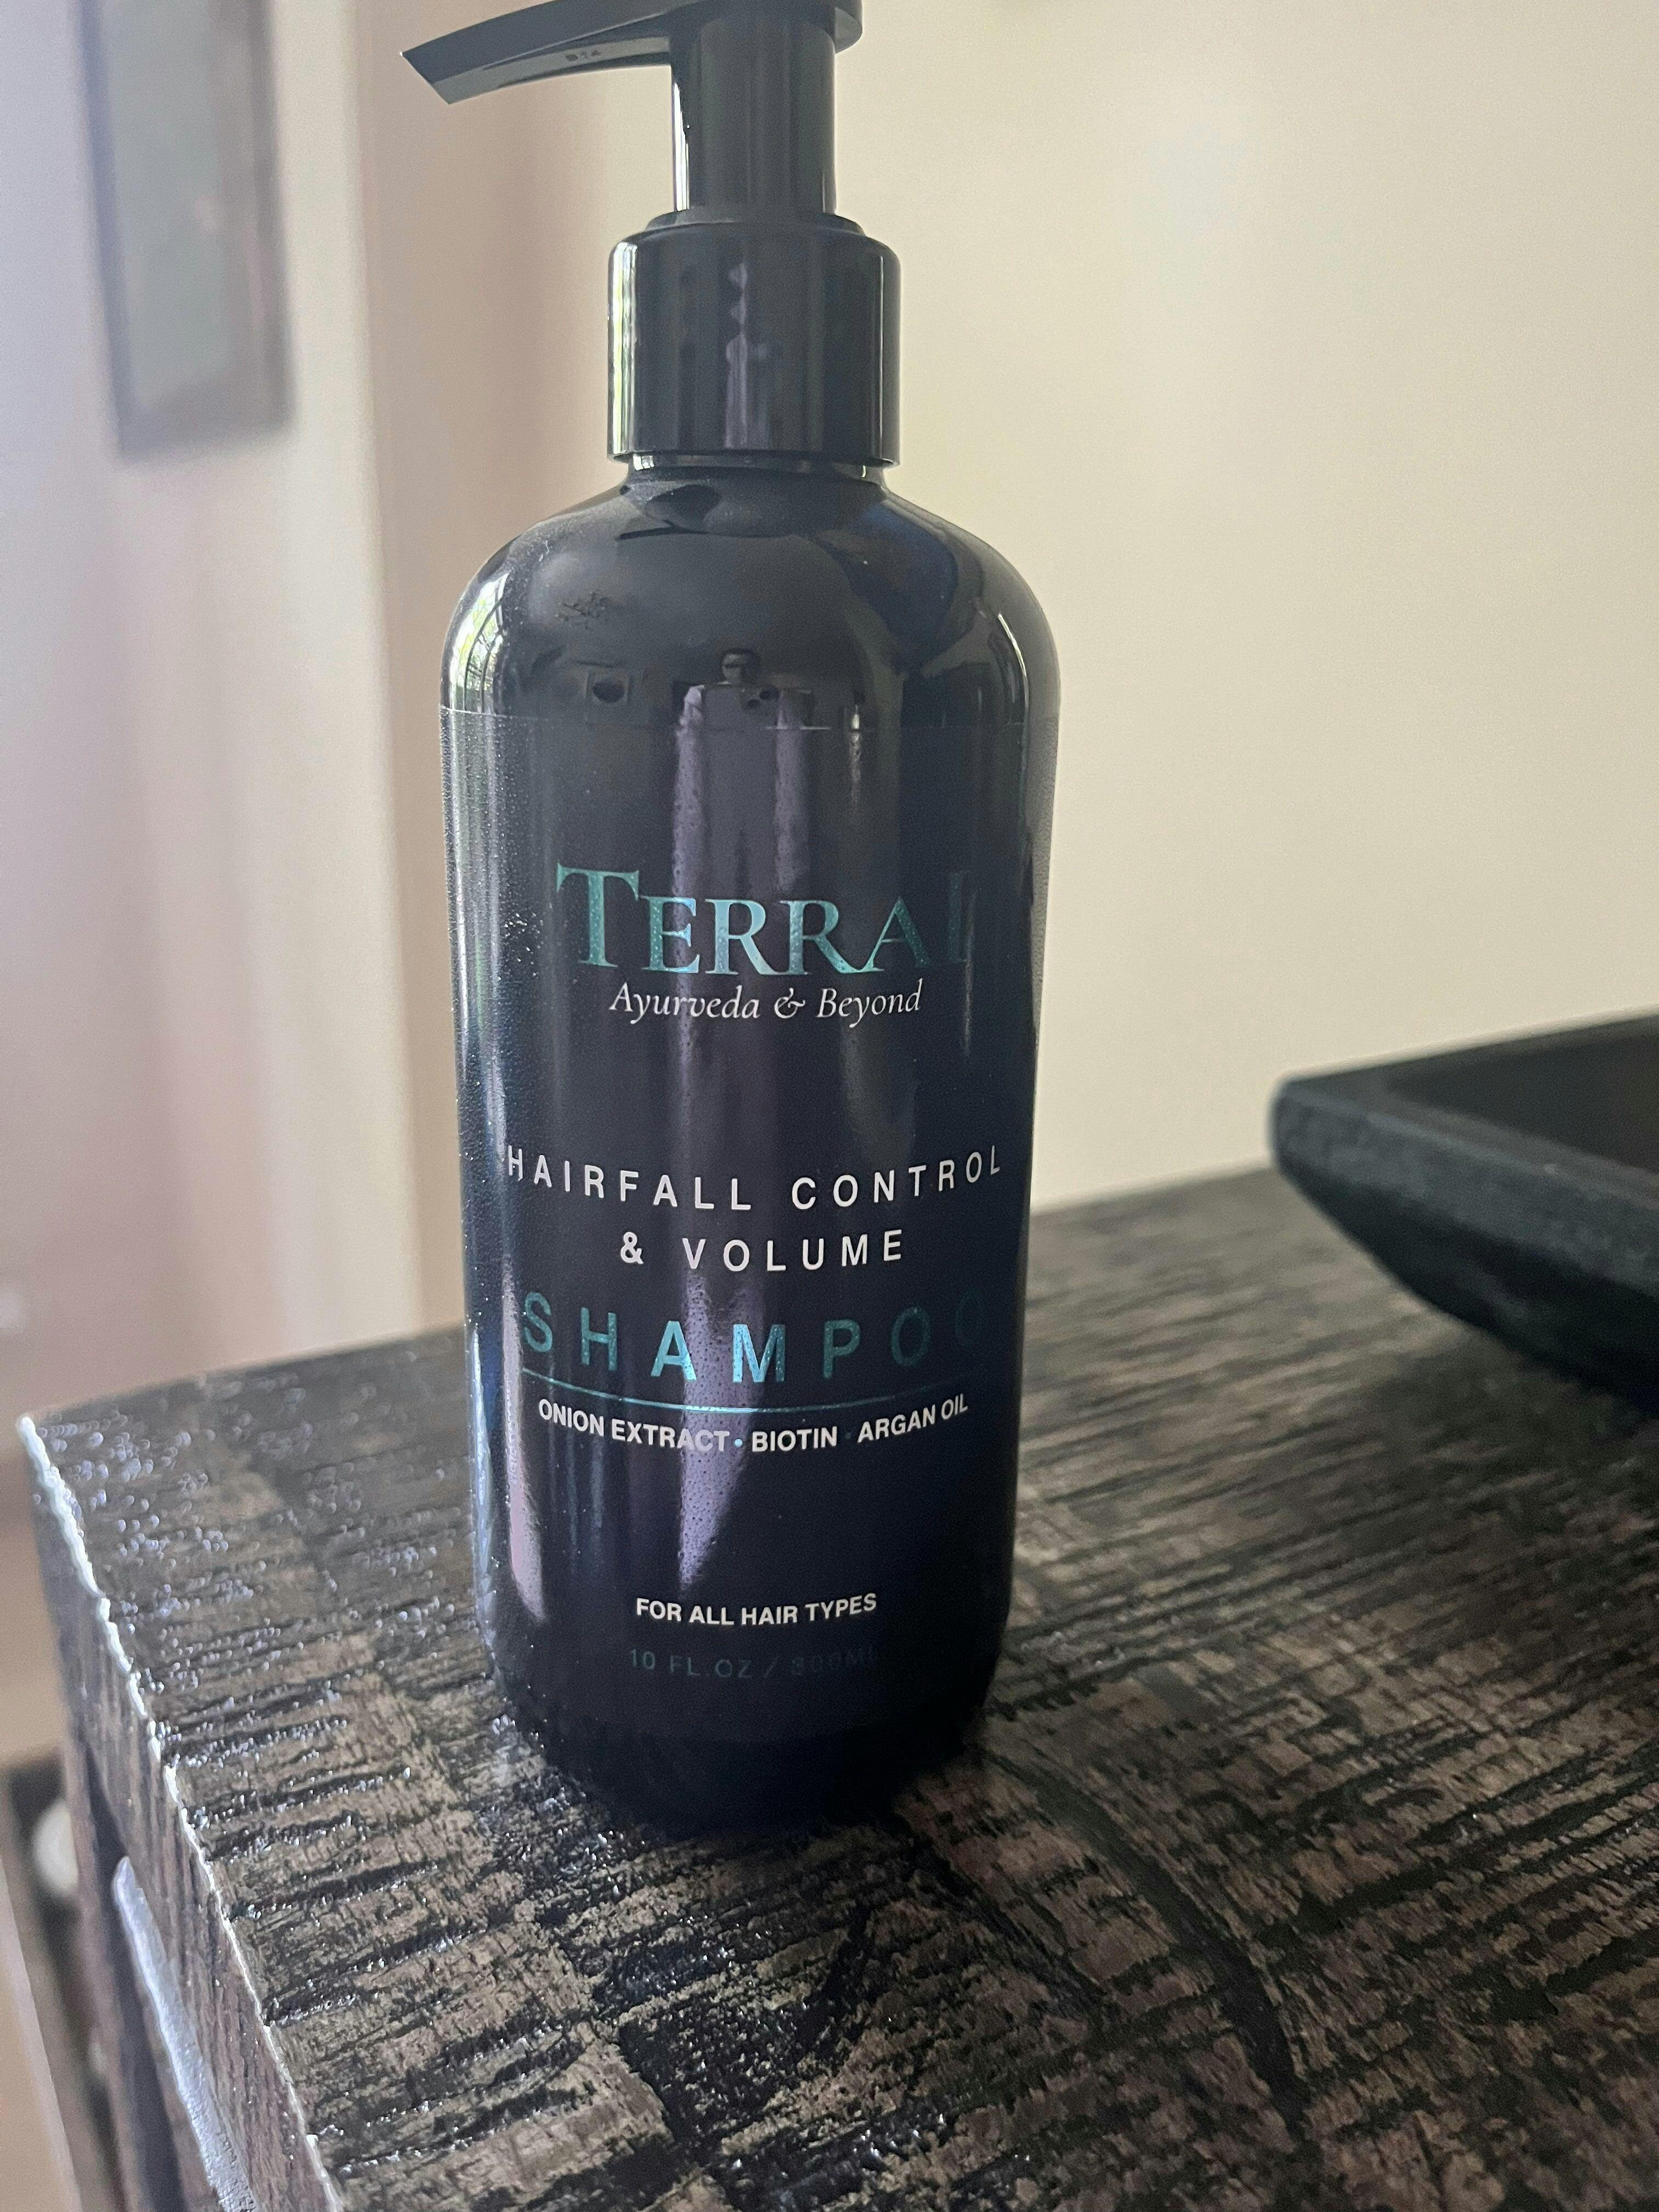 TERRAI
Ayurveda & Beyond
HAIRFALL CONTROL
& VOLUME
SHAMPOO
ONION EXTRACT · BIOTIN · ARGAN OIL
FOR ALL HAIR TYPES
10 FL.OZ / 300ML